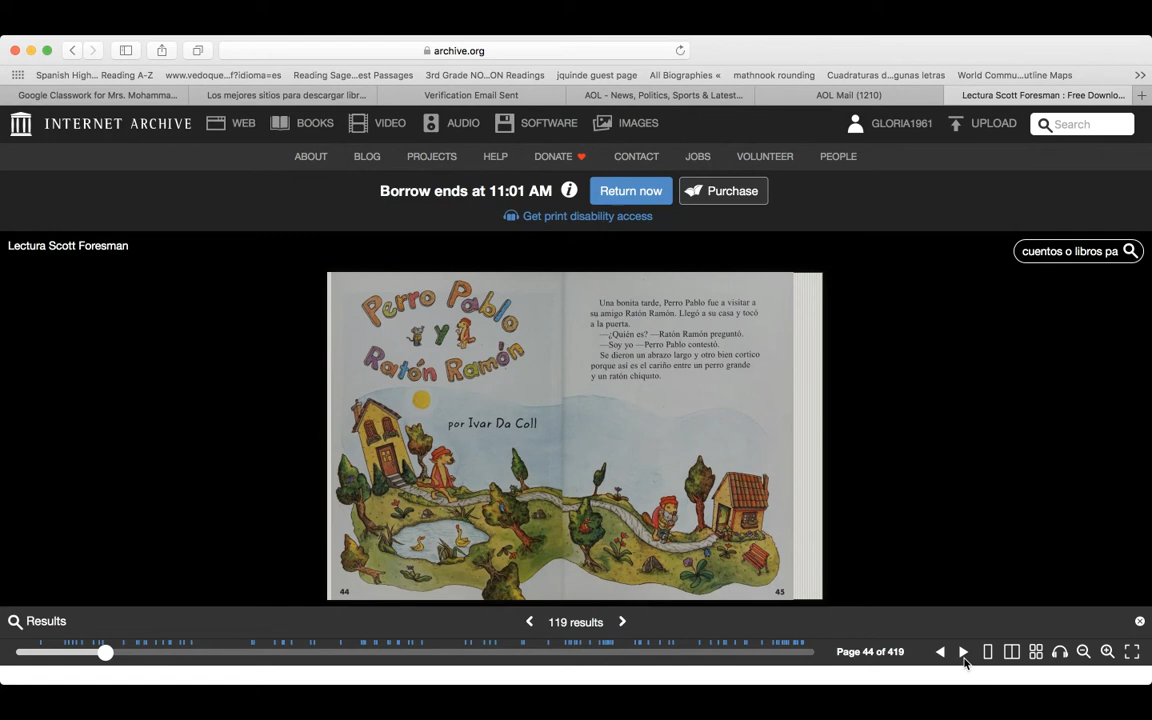 archive.org
Spanish High... Reading A-Z
www.vedoque...f?idioma=es
Reading Sage...est Passages
3rd Grade NO...ON Readings
jquinde guest page
All Biographies «
mathnook rounding
Cuadraturas d...gunas letras
World Commu...utline Maps
Google Classwork for Mrs. Mohamma...
Los mejores sitios para descargar libr...
Verification Email Sent
AOL - News, Politics, Sports & Latest...
AOL Mail (1210)
Lectura Scott Foresman : Free Downlo...
INTERNET ARCHIVE
WEB
BOOKS
VIDEO
AUDIO
SOFTWARE
IMAGES
GLORIA1961
UPLOAD
Search
ABOUT
BLOG
PROJECTS
HELP
DONATE
CONTACT
JOBS
VOLUNTEER
PEOPLE
Borrow ends at 11:01 AM
Return now
Purchase
Get print disability access
Lectura Scott Foresman
cuentos o libros pa
Perro Pablo
y
Ratón Ramón
por Ivar Da Coll
44
Una bonita tarde, Perro Pablo fue a visitar a
su amigo Ratón Ramón. Llegó a su casa y tocó
a la puerta.
—¿Quién es? —Ratón Ramón preguntó.
—Soy yo —Perro Pablo contestó.
Se dieron un abrazo largo y otro bien cortico
porque así es el cariño entre un perro grande
y un ratón chiquito.
45
Results
119 results
Page 44 of 419